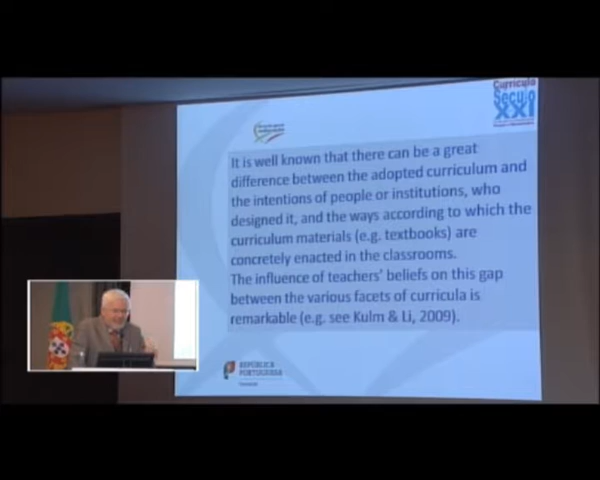 Currículo
Século
XXI
It is well known that there can be a great
difference between the adopted curriculum and
the intentions of people or institutions, who
designed it, and the ways according to which the
curriculum materials (e.g. textbooks) are
concretely enacted in the classrooms.
The influence of teachers' beliefs on this gap
between the various facets of curricula is
remarkable (e.g. see Kulm & Li, 2009).
REPÚBLICA
PORTUGUESA